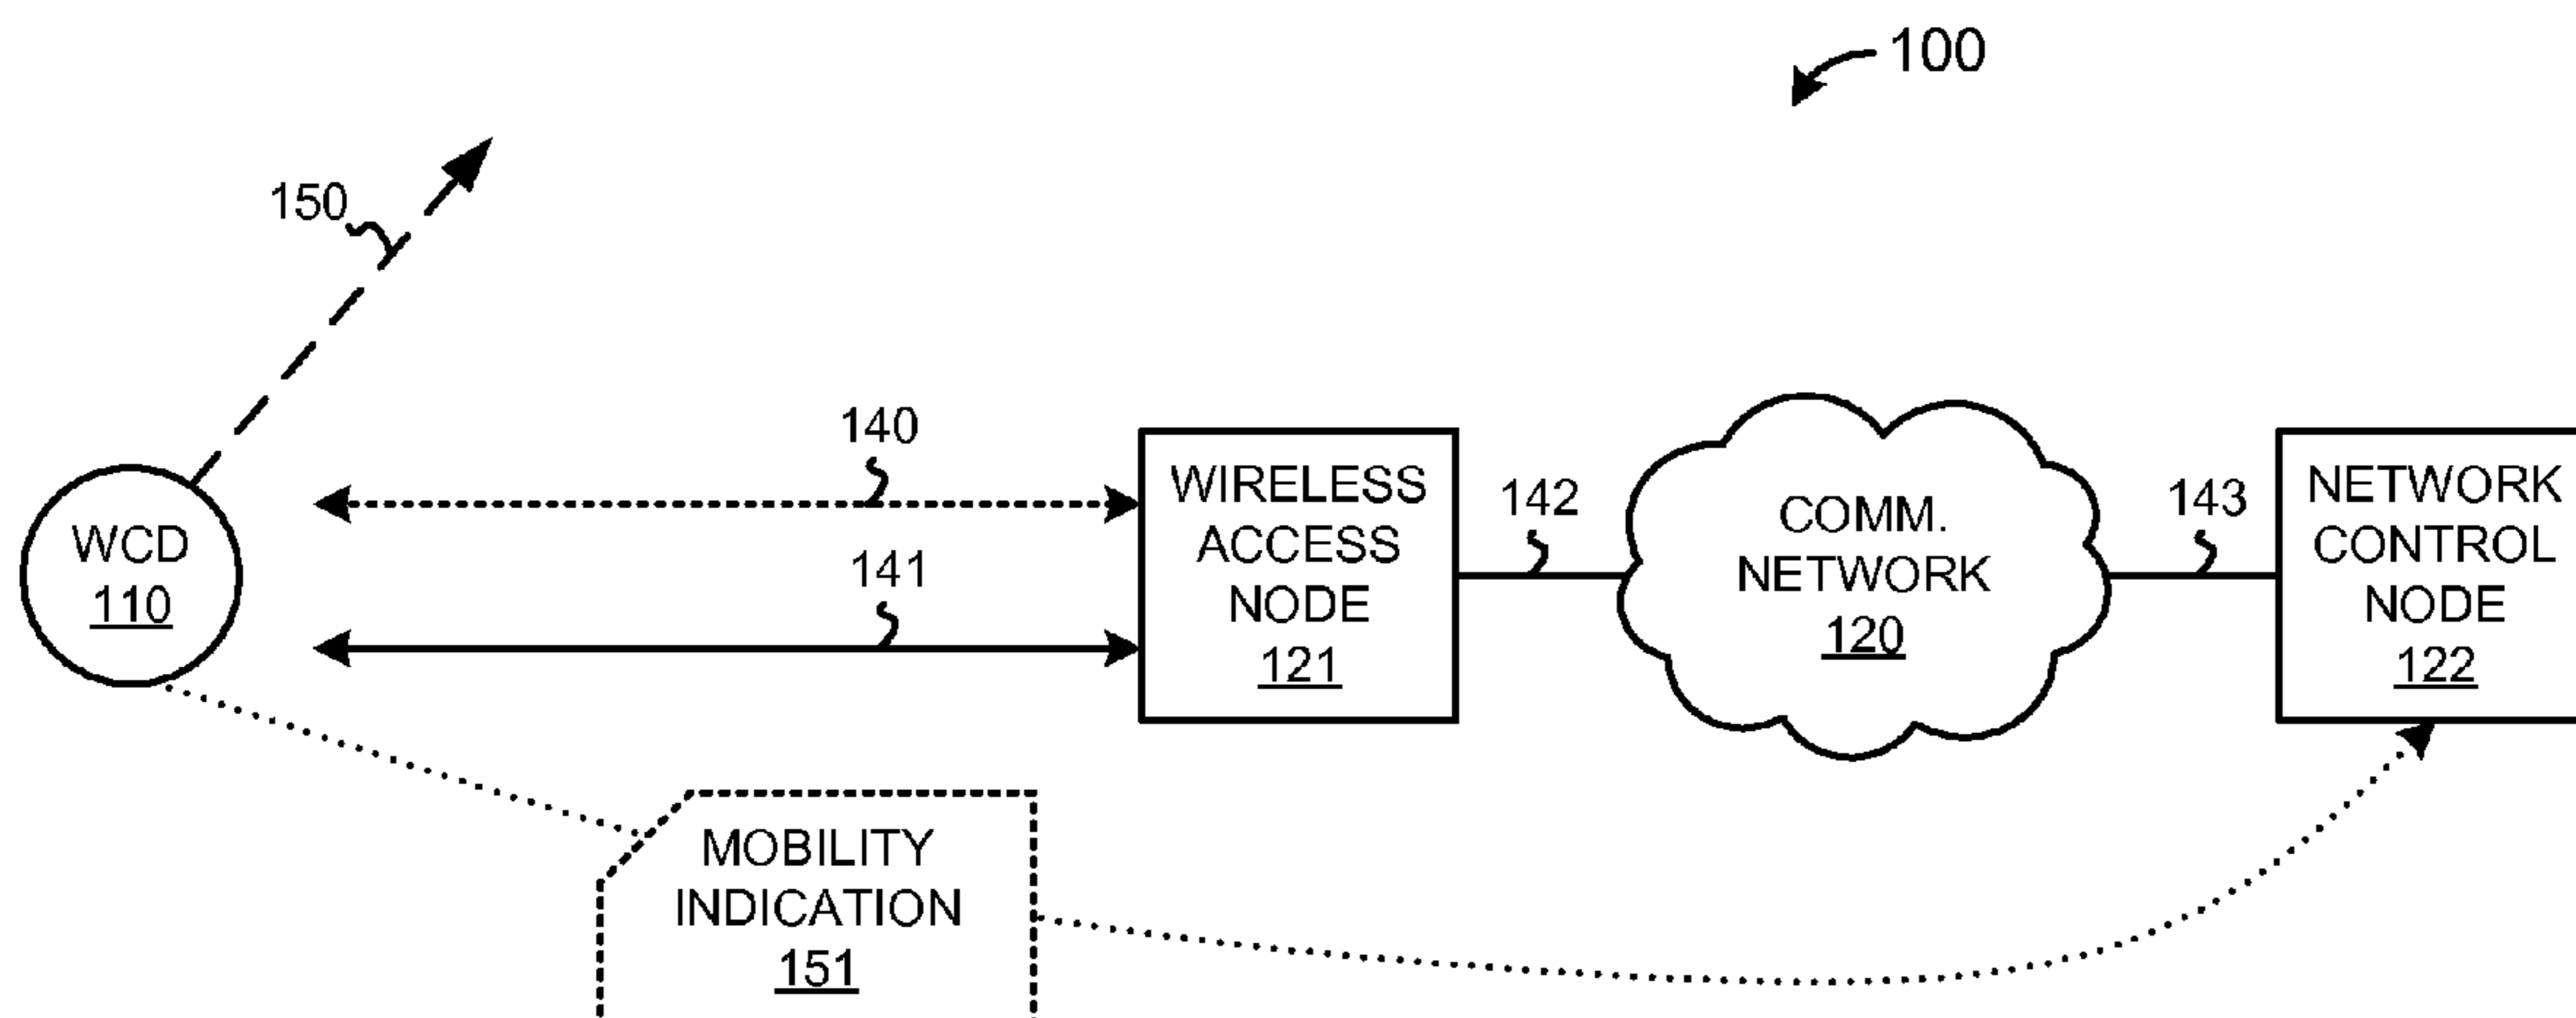 100
150
140
141
142
143
WCD
110
WIRELESS
ACCESS
NODE
121
COMM.
NETWORK
120
NETWORK
CONTROL
NODE
122
MOBILITY
INDICATION
151